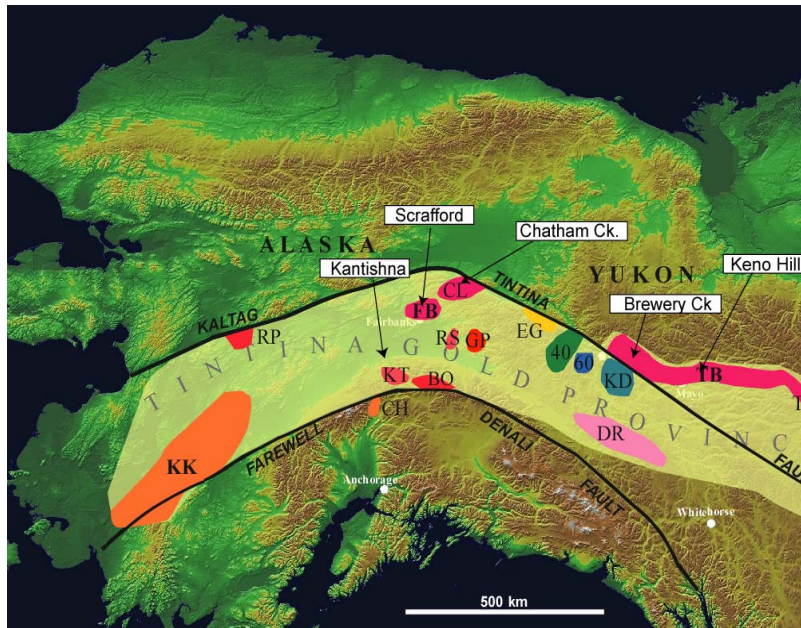 Scrafford
Chatham Ck.
ALASKA
Kantishna
YUKON
Keno Hill
Brewery Ck
KALTAG
TINTINA
CL
FB
Fairbanks
RP
RS
GP
EG
40
60
KD
TB
Mayo
T
KT
BQ
CH
DR
KK
TINTINA GOLD PROVINC
FAREWELL
DENALI
FAULT
FAU
Anchorage
Whitehorse
500 km